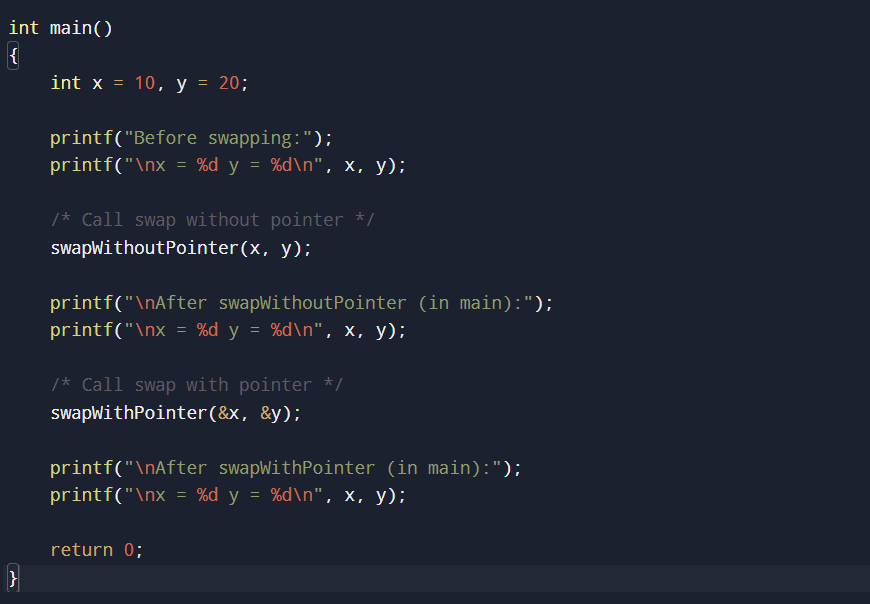 int main()
{
    int x = 10, y = 20;
    printf("Before swapping:");
    printf("\nx = %d y = %d\n", x, y);
    /* Call swap without pointer */
    swapWithoutPointer(x, y);
    printf("\nAfter swapWithoutPointer (in main):");
    printf("\nx = %d y = %d\n", x, y);
    /* Call swap with pointer */
    swapWithPointer(&x, &y);
    printf("\nAfter swapWithPointer (in main):");
    printf("\nx = %d y = %d\n", x, y);
    return 0;
}